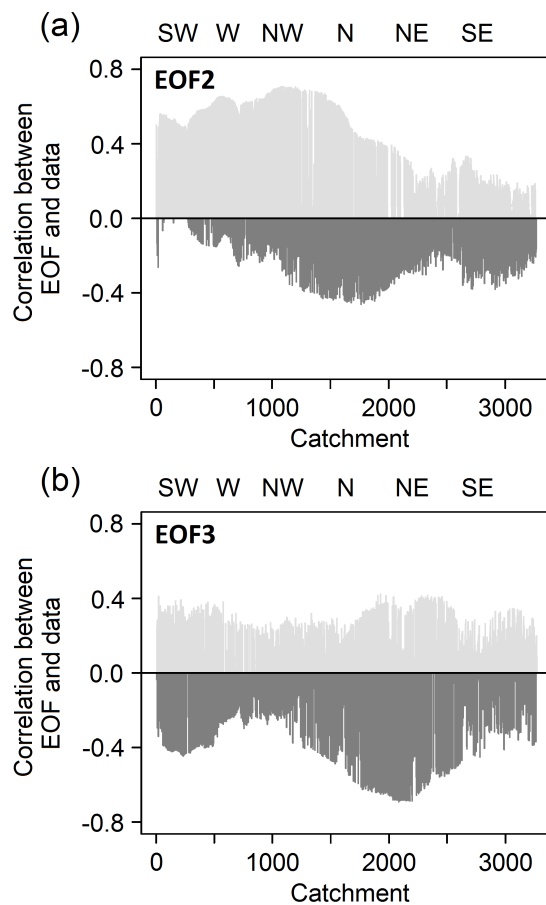 (a) SW W NW N NE SE
EOF2
0.8
0.4
0.0
-0.4
-0.8
Correlation between
EOF and data
0 1000 2000 3000
Catchment
(b) SW W NW N NE SE
EOF3
0.8
0.4
0.0
-0.4
-0.8
Correlation between
EOF and data
0 1000 2000 3000
Catchment